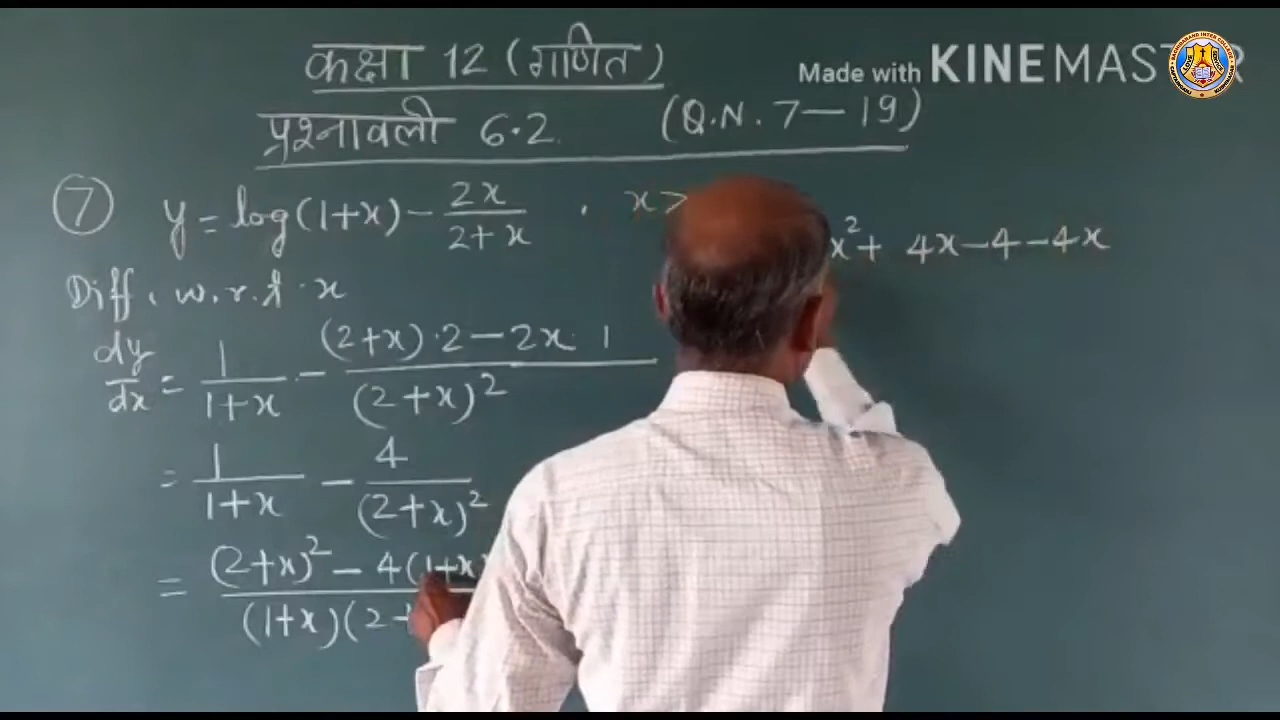 कक्षा 12 (गणित)
Made with KINEMASTER
प्रश्नावली 6.2 (Q.N. 7—19)
⑦ y = log(1+x) - 2x/(2+x) , x>
Diff. w.r.t. x
dy/dx = 1/(1+x) - ((2+x).2 - 2x.1)/(2+x)²
= 1/(1+x) - 4/(2+x)²
= ((2+x)² - 4(1+x)/(1+x)(2+
x² + 4x - 4 - 4x